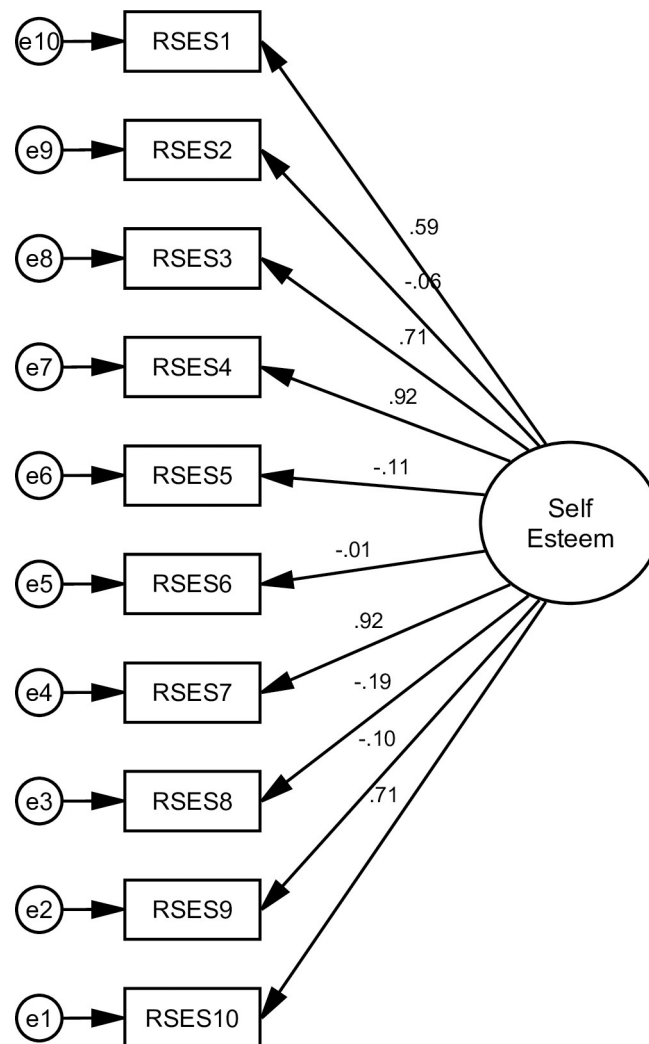 e10 RSES1
e9 RSES2
.59
e8 RSES3
-.06
.71
e7 RSES4
.92
e6 RSES5
-.11
Self
Esteem
-.01
e5 RSES6
.92
e4 RSES7
-.19
-.10
e3 RSES8
.71
e2 RSES9
e1 RSES10